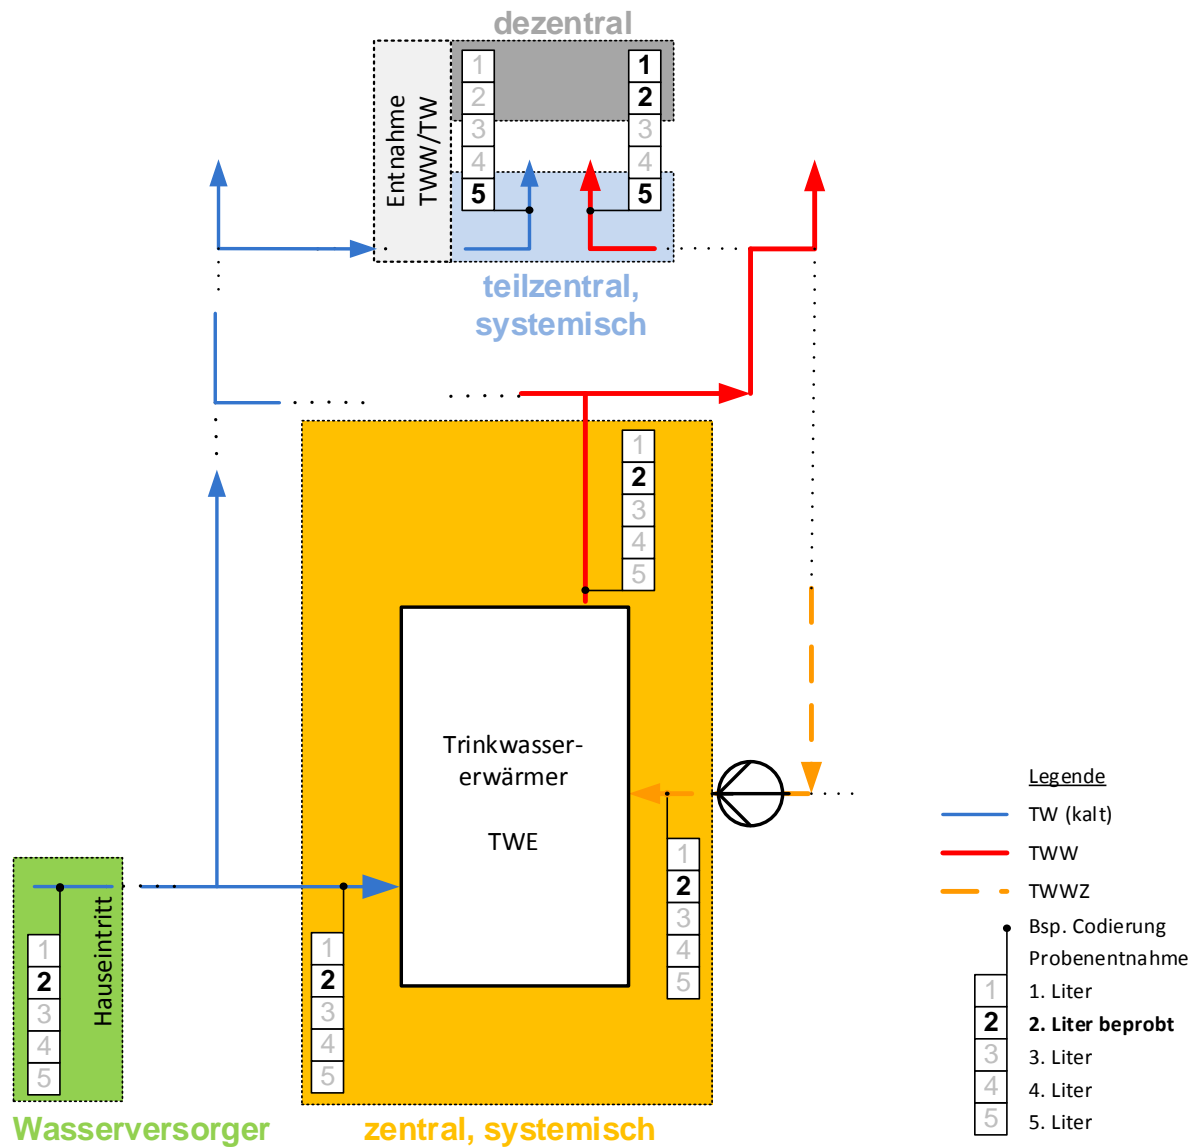 dezentral
Entnahme
TWW/TW
1
2
3
4
5
1
2
3
4
5
teilzentral,
systemisch
1
2
3
4
5
Trinkwasser-
erwärmer
TWE
1
2
3
4
5
Hauseintritt
1
2
3
4
5
1
2
3
4
5
Wasserversorger
zentral, systemisch
Legende
TW (kalt)
TWW
TWWZ
Bsp. Codierung
Probenentnahme
1 1. Liter
2 2. Liter beprobt
3 3. Liter
4 4. Liter
5 5. Liter